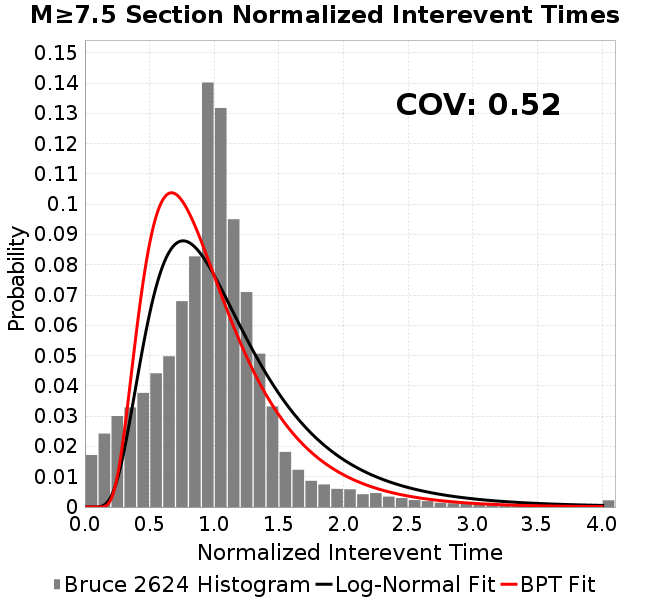 M≥7.5 Section Normalized Interevent Times
COV: 0.52
Probability
0.15
0.14
0.13
0.12
0.11
0.1
0.09
0.08
0.07
0.06
0.05
0.04
0.03
0.02
0.01
0
0.0 0.5 1.0 1.5 2.0 2.5 3.0 3.5 4.0
Normalized Interevent Time
Bruce 2624 Histogram Log-Normal Fit BPT Fit